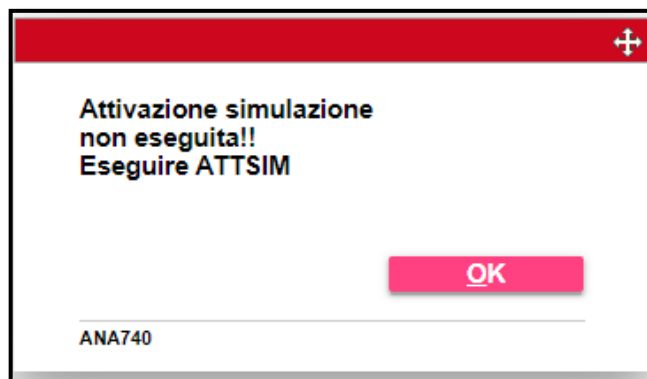 Attivazione simulazione
non eseguita!!
Eseguire ATTSIM
OK
ANA740